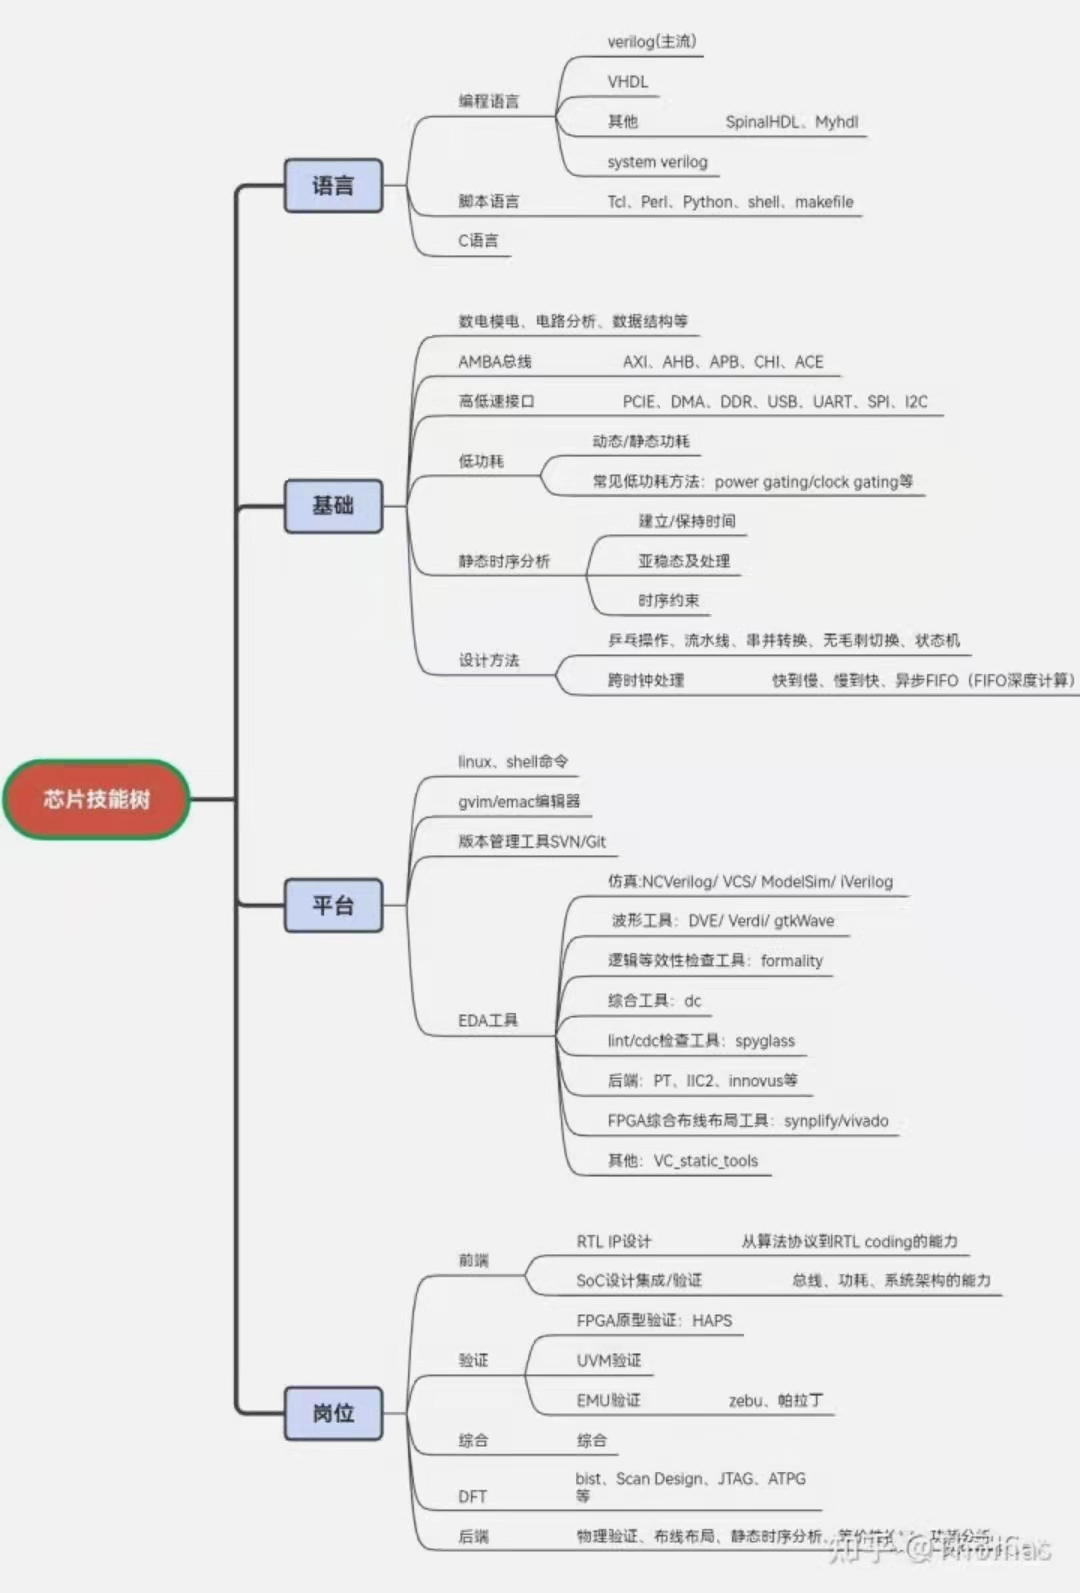 芯片技能树
语言
编程语言
verilog(主流)
VHDL
其他 SpinalHDL、Myhdl
system verilog
脚本语言 Tcl、Perl、Python、shell、makefile
C语言
基础
数电模电、电路分析、数据结构等
AMBA总线 AXI、AHB、APB、CHI、ACE
高低速接口 PCIE、DMA、DDR、USB、UART、SPI、I2C
低功耗
动态/静态功耗
常见低功耗方法：power gating/clock gating等
静态时序分析
建立/保持时间
亚稳态及处理
时序约束
设计方法
乒乓操作、流水线、串并转换、无毛刺切换、状态机
跨时钟处理 快到慢、慢到快、异步FIFO（FIFO深度计算）
平台
linux、shell命令
gvim/emac编辑器
版本管理工具SVN/Git
EDA工具
仿真:NCVerilog/ VCS/ ModelSim/ iVerilog
波形工具：DVE/ Verdi/ gtkWave
逻辑等效性检查工具：formality
综合工具：dc
lint/cdc检查工具：spyglass
后端：PT、IIC2、innovus等
FPGA综合布线布局工具：synplify/vivado
其他：VC_static_tools
岗位
前端
RTL IP设计 从算法协议到RTL coding的能力
SoC设计集成/验证 总线、功耗、系统架构的能力
验证
FPGA原型验证：HAPS
UVM验证
EMU验证 zebu、帕拉丁
综合 综合
DFT
bist、Scan Design、JTAG、ATPG
等
后端 物理验证、布线布局、静态时序分析、
知乎 @Thomas